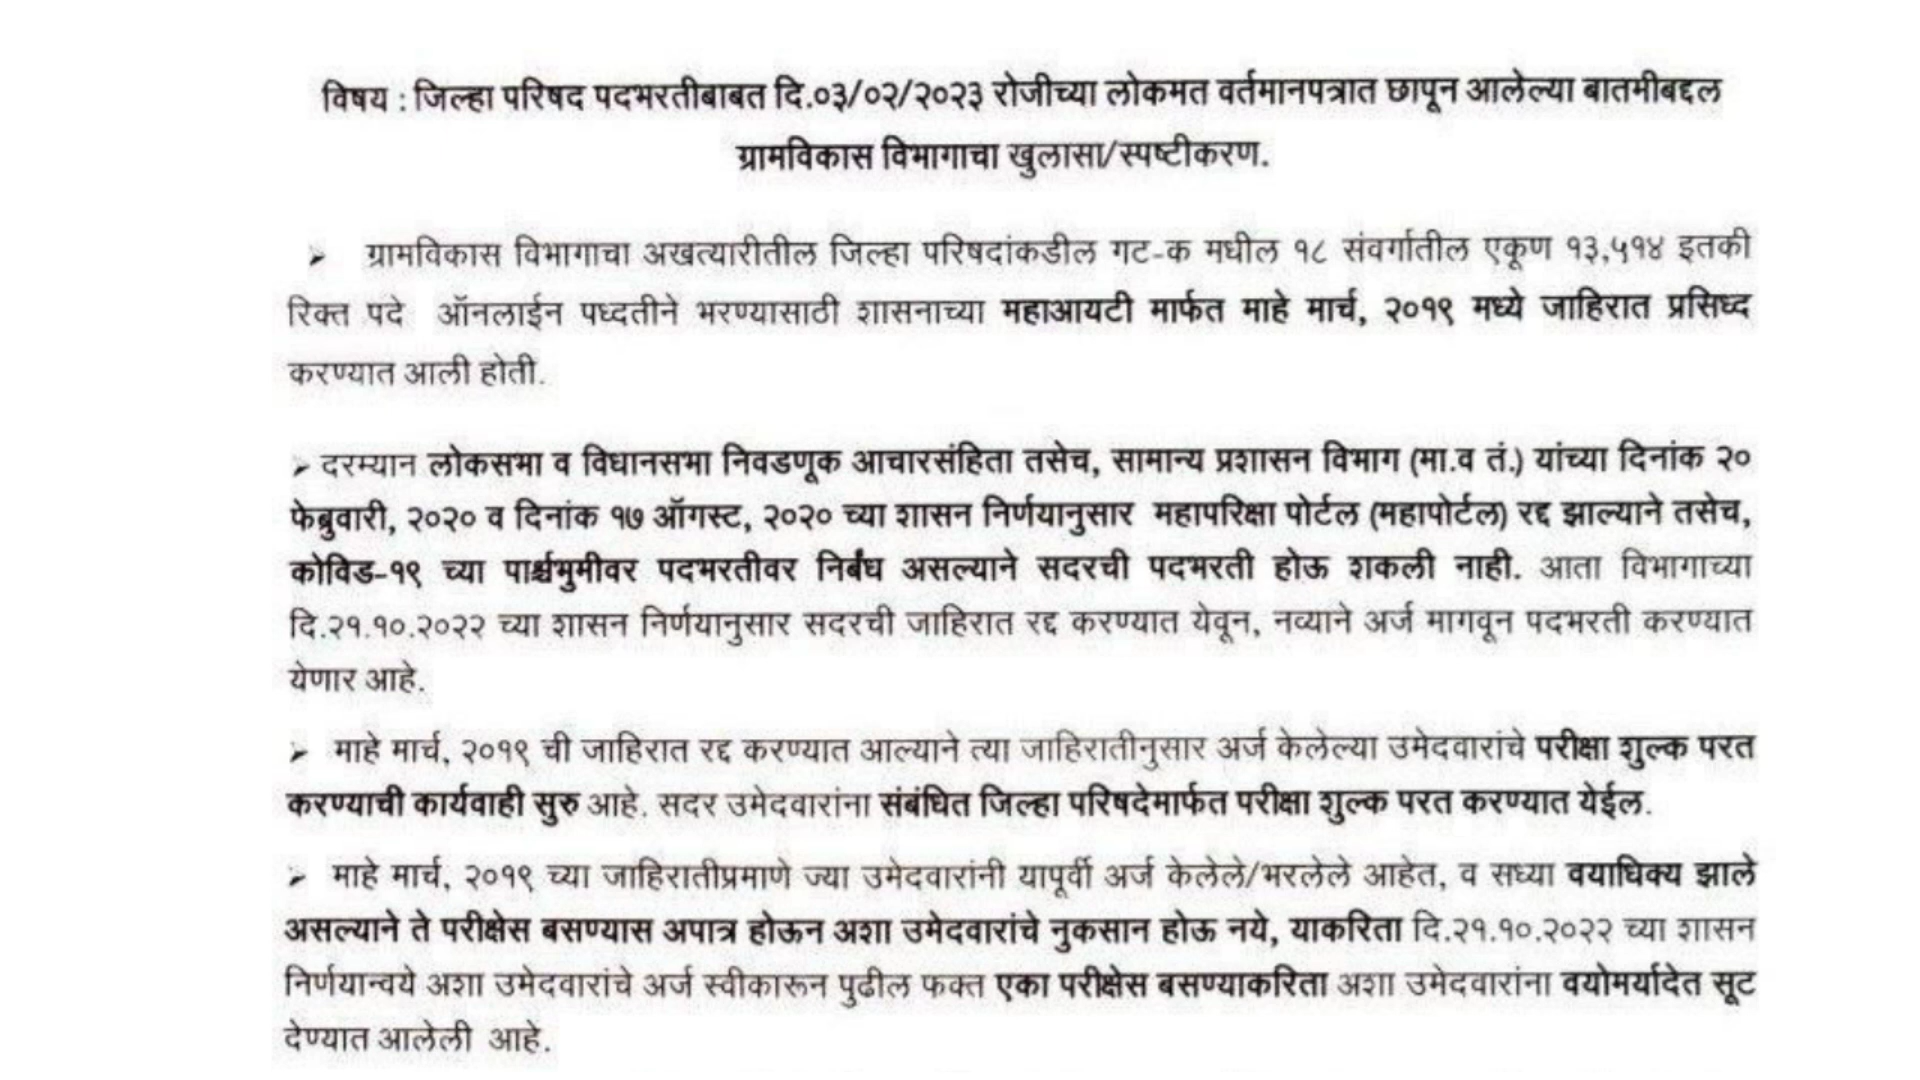 विषय : जिल्हा परिषद पदभरतीबाबत दि.०३/०२/२०२३ रोजीच्या लोकमत वर्तमानपत्रात छापून आलेल्या बातमीबद्दल
ग्रामविकास विभागाचा खुलासा/स्पष्टीकरण.
➢ ग्रामविकास विभागाचा अखत्यारीतील जिल्हा परिषदांकडील गट-क मधील १८ संवर्गातील एकूण १३,५१४ इतकी
रिक्त पदे ऑनलाईन पध्दतीने भरण्यासाठी शासनाच्या महाआयटी मार्फत माहे मार्च, २०१९ मध्ये जाहिरात प्रसिध्द
करण्यात आली होती.
➢ दरम्यान लोकसभा व विधानसभा निवडणूक आचारसंहिता तसेच, सामान्य प्रशासन विभाग (मा.व तं.) यांच्या दिनांक २०
फेब्रुवारी, २०२० व दिनांक १७ ऑगस्ट, २०२० च्या शासन निर्णयानुसार महापरिक्षा पोर्टल (महापोर्टल) रद्द झाल्याने तसेच,
कोविड-१९ च्या पार्श्वभुमीवर पदभरतीवर निर्बंध असल्याने सदरची पदभरती होऊ शकली नाही. आता विभागाच्या
दि.२१.१०.२०२२ च्या शासन निर्णयानुसार सदरची जाहिरात रद्द करण्यात येवून, नव्याने अर्ज मागवून पदभरती करण्यात
येणार आहे.
➢ माहे मार्च, २०१९ ची जाहिरात रद्द करण्यात आल्याने त्या जाहिरातीनुसार अर्ज केलेल्या उमेदवारांचे परीक्षा शुल्क परत
करण्याची कार्यवाही सुरु आहे. सदर उमेदवारांना संबंधित जिल्हा परिषदेमार्फत परीक्षा शुल्क परत करण्यात येईल.
➢ माहे मार्च, २०१९ च्या जाहिरातीप्रमाणे ज्या उमेदवारांनी यापूर्वी अर्ज केलेले/भरलेले आहेत, व सध्या वयाधिक्य झाले
असल्याने ते परीक्षेस बसण्यास अपात्र होऊन अशा उमेदवारांचे नुकसान होऊ नये, याकरिता दि.२१.१०.२०२२ च्या शासन
निर्णयान्वये अशा उमेदवारांचे अर्ज स्वीकारून पुढील फक्त एका परीक्षेस बसण्याकरिता अशा उमेदवारांना वयोमर्यादेत सूट
देण्यात आलेली आहे.